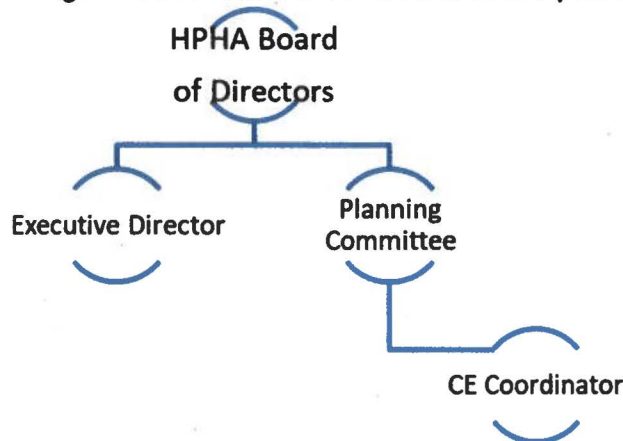 HPHA Board
of Directors
Executive Director
Planning
Committee
CE Coordinator